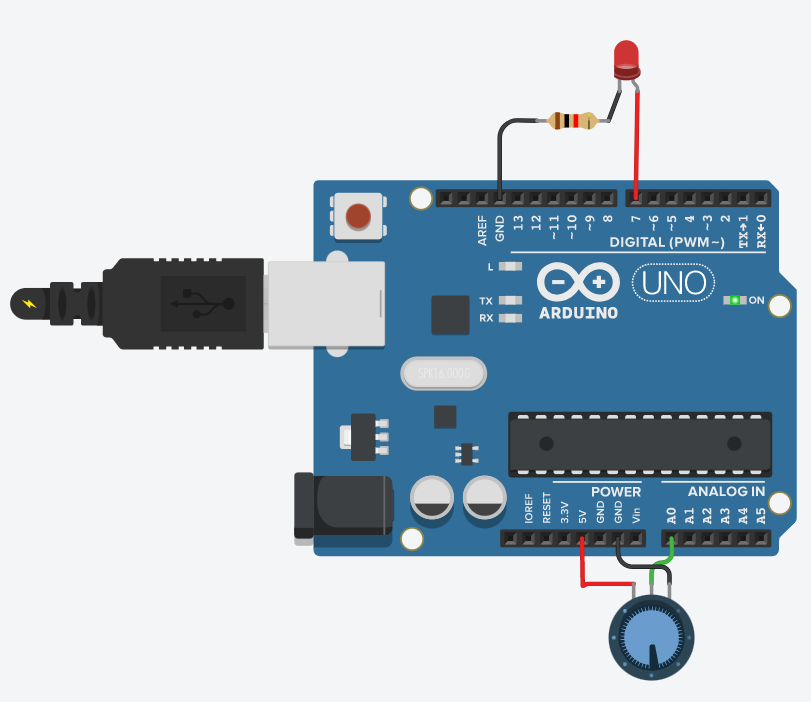 AREF
GND
13
12
~11
~10
~9
8
7
~6
~5
4
~3
2
TX→1
RX←0
DIGITAL (PWM ~)
L
TX
RX
ARDUINO
UNO
ON
SPK16.000G
POWER
ANALOG IN
IOREF
RESET
3.3V
5V
GND
GND
Vin
A0
A1
A2
A3
A4
A5